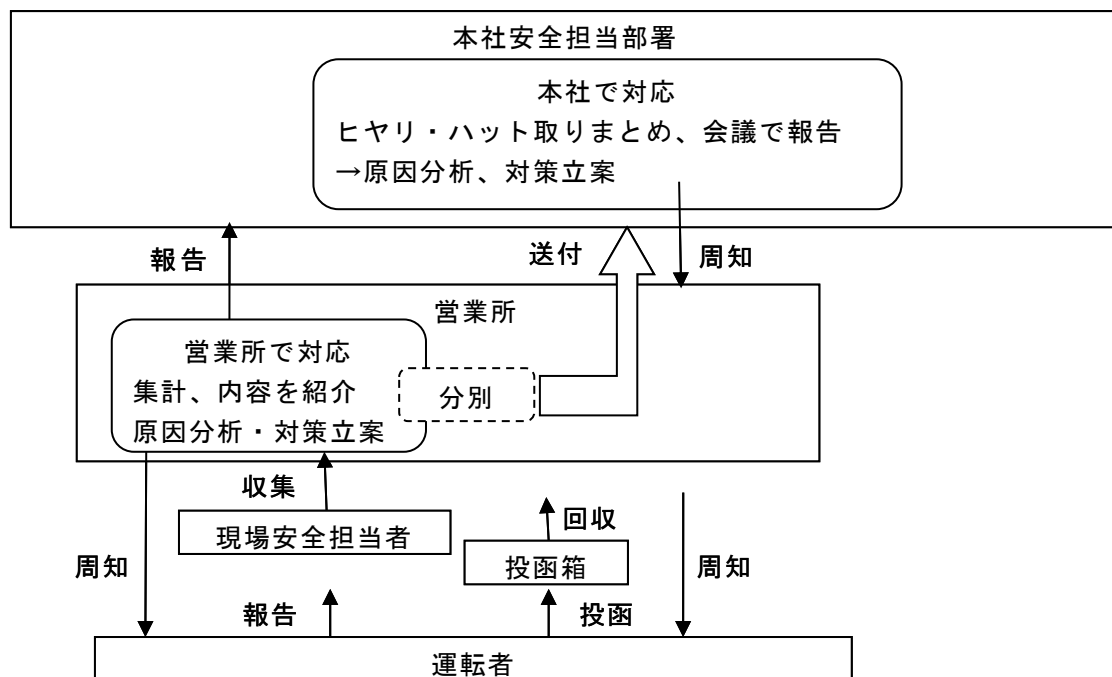 本社安全担当部署
本社で対応
ヒヤリ・ハット取りまとめ、会議で報告
→原因分析、対策立案
報告
送付
周知
営業所
営業所で対応
集計、内容を紹介
原因分析・対策立案
分別
収集
現場安全担当者
回収
投函箱
周知
周知
報告
投函
運転者